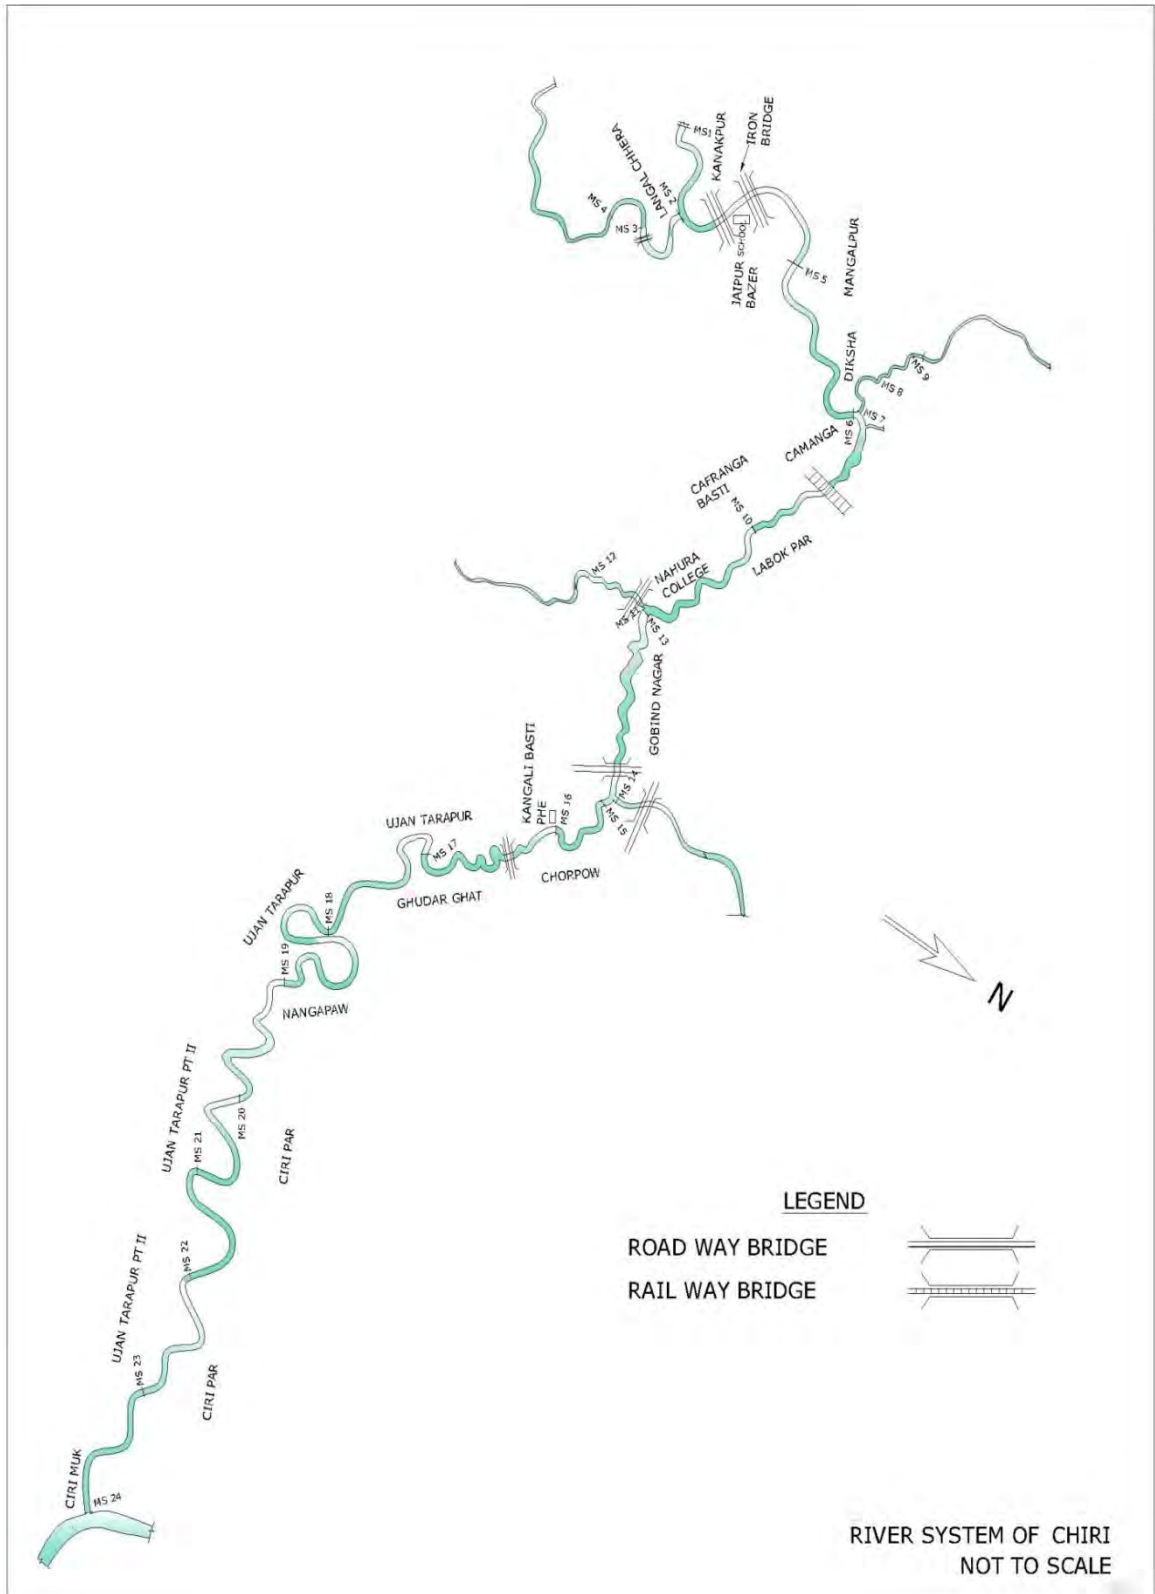 MS1
KANAKPUR
IRON
BRIDGE
LANGAL CHHERA
MS 2
MS 4
MS 3
SCHOOL
JAIPUR
BAZER
MS 5
MANGALPUR
DIKSHA
MS 9
MS 8
MS 7
MS 6
CAMANGA
CAFRANGA
BASTI
MS 10
LABOK PAR
MS 12
NAHURA
COLLEGE
MS 11
MS 13
GOBIND NAGAR
MS 14
MS 15
KANGALI BASTI
PHE
MS 16
CHORPOW
UJAN TARAPUR
MS 17
GHUDAR GHAT
UJAN TARAPUR
MS 18
MS 19
NANGAPAW
N
UJAN TARAPUR PT II
MS 20
MS 21
CIRI PAR
MS 22
UJAN TARAPUR PT II
MS 23
CIRI PAR
CIRI MUK
MS 24
LEGEND
ROAD WAY BRIDGE
RAIL WAY BRIDGE
RIVER SYSTEM OF CHIRI
NOT TO SCALE